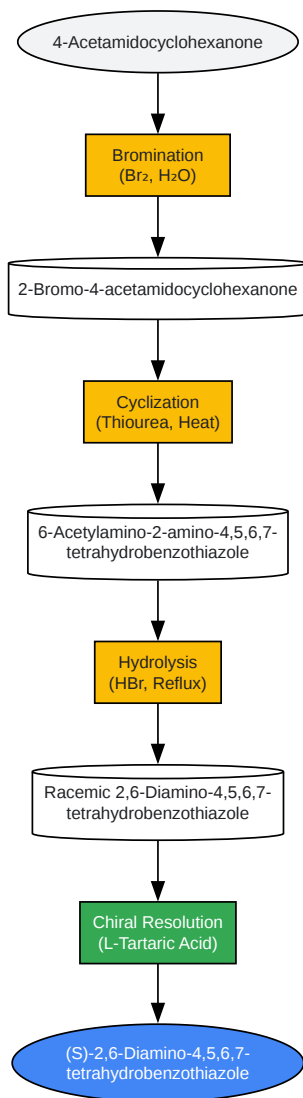 4-Acetamidocyclohexanone
Bromination
(Br₂, H₂O)
2-Bromo-4-acetamidocyclohexanone
Cyclization
(Thiourea, Heat)
6-Acetylamino-2-amino-4,5,6,7-
tetrahydrobenzothiazole
Hydrolysis
(HBr, Reflux)
Racemic 2,6-Diamino-4,5,6,7-
tetrahydrobenzothiazole
Chiral Resolution
(L-Tartaric Acid)
(S)-2,6-Diamino-4,5,6,7-
tetrahydrobenzothiazole